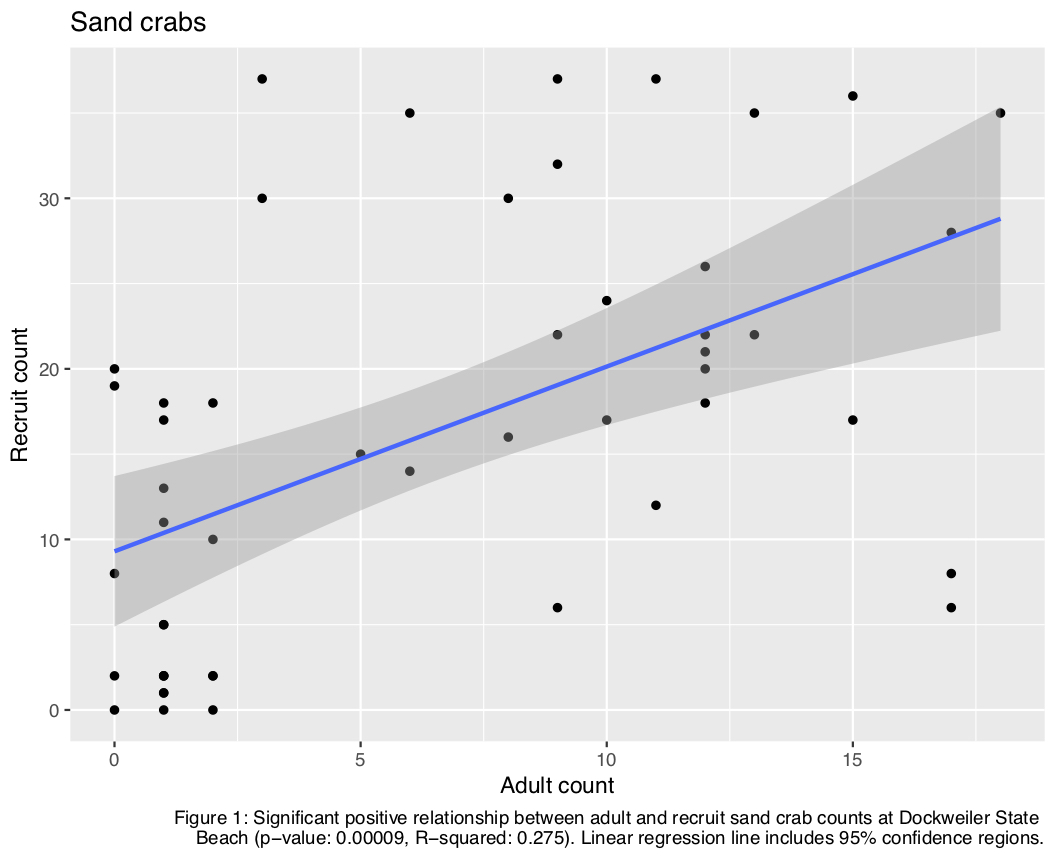 Sand crabs
30
20
10
0
Recruit count
0 5 10 15
Adult count
Figure 1: Significant positive relationship between adult and recruit sand crab counts at Dockweiler State
Beach (p−value: 0.00009, R−squared: 0.275). Linear regression line includes 95% confidence regions.